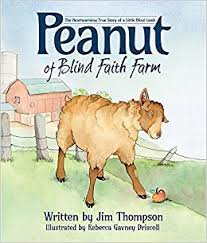 The Heartwarming True Story of a Little Blind Lamb
Peanut
of Blind Faith Farm
Written by Jim Thompson
Illustrated by Rebecca Gavney Driscoll